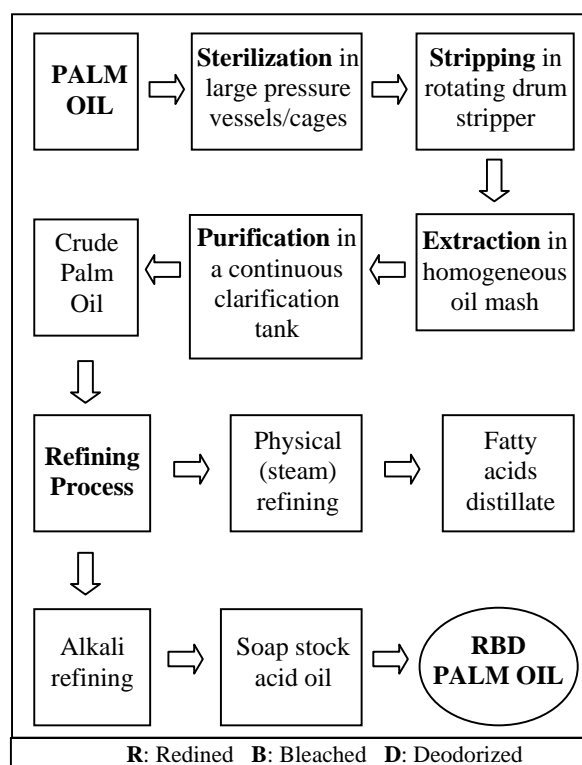 PALM
OIL
Sterilization in
large pressure
vessels/cages
Stripping in
rotating drum
stripper
Crude
Palm
Oil
Purification in
a continuous
clarification
tank
Extraction in
homogeneous
oil mash
Refining
Process
Physical
(steam)
refining
Fatty
acids
distillate
Alkali
refining
Soap stock
acid oil
RBD
PALM OIL
R: Redined B: Bleached D: Deodorized